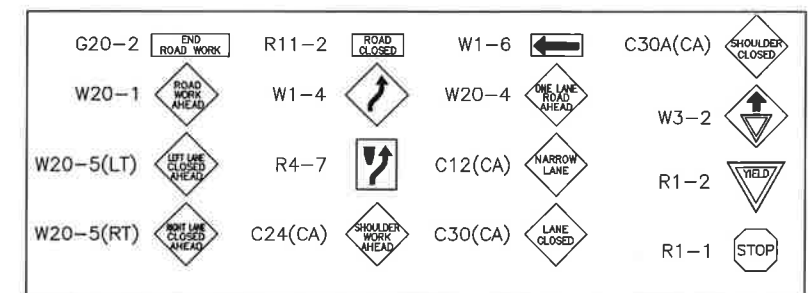 G20-2
END
ROAD WORK
R11-2
ROAD
CLOSED
W1-6
C30A(CA)
SHOULDER
CLOSED
W20-1
ROAD
WORK
AHEAD
W1-4
W20-4
ONE LANE
ROAD
AHEAD
W3-2
W20-5(LT)
LEFT LANE
CLOSED
AHEAD
R4-7
C12(CA)
NARROW
LANE
R1-2
YIELD
W20-5(RT)
RIGHT LANE
CLOSED
AHEAD
C24(CA)
SHOULDER
WORK
AHEAD
C30(CA)
LANE
CLOSED
R1-1
STOP